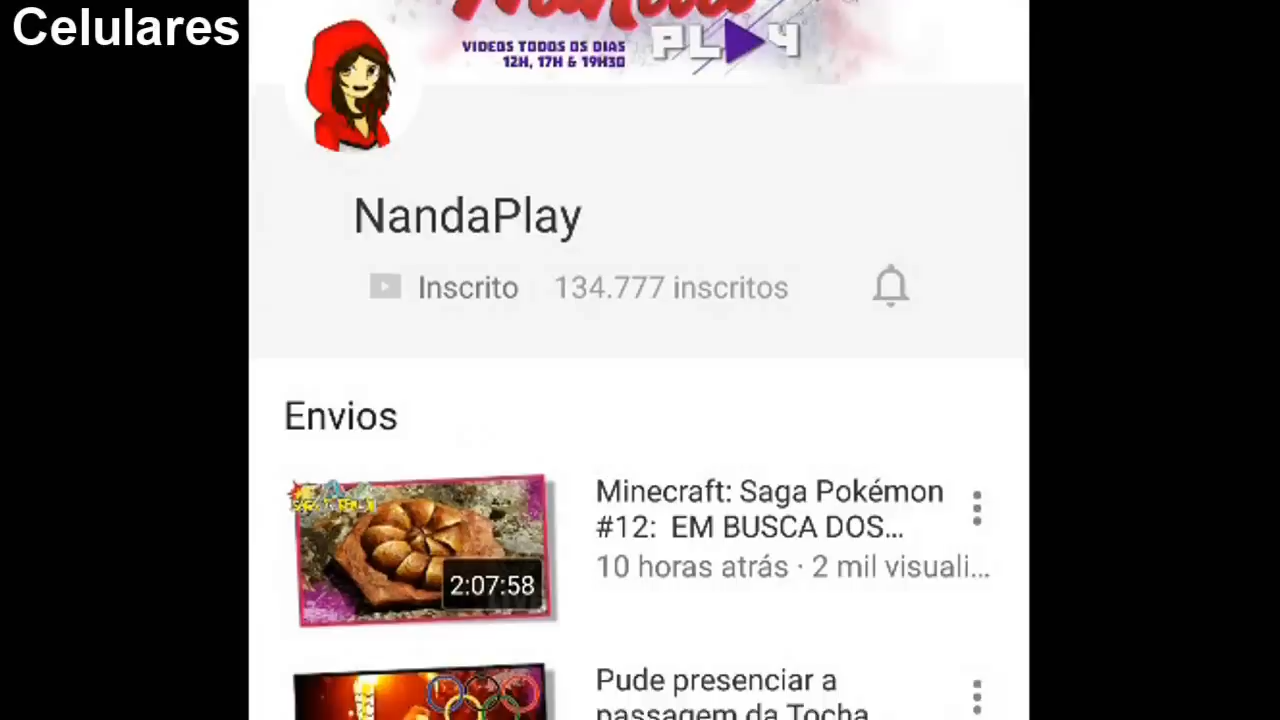 Celulares
VIDEOS TODOS OS DIAS
12H, 17H & 19H30
PL▶Y
NandaPlay
Inscrito
134.777 inscritos
Envios
Minecraft: Saga Pokémon
#12: EM BUSCA DOS...
10 horas atrás · 2 mil visuali...
2:07:58
Pude presenciar a
passagem da Tocha